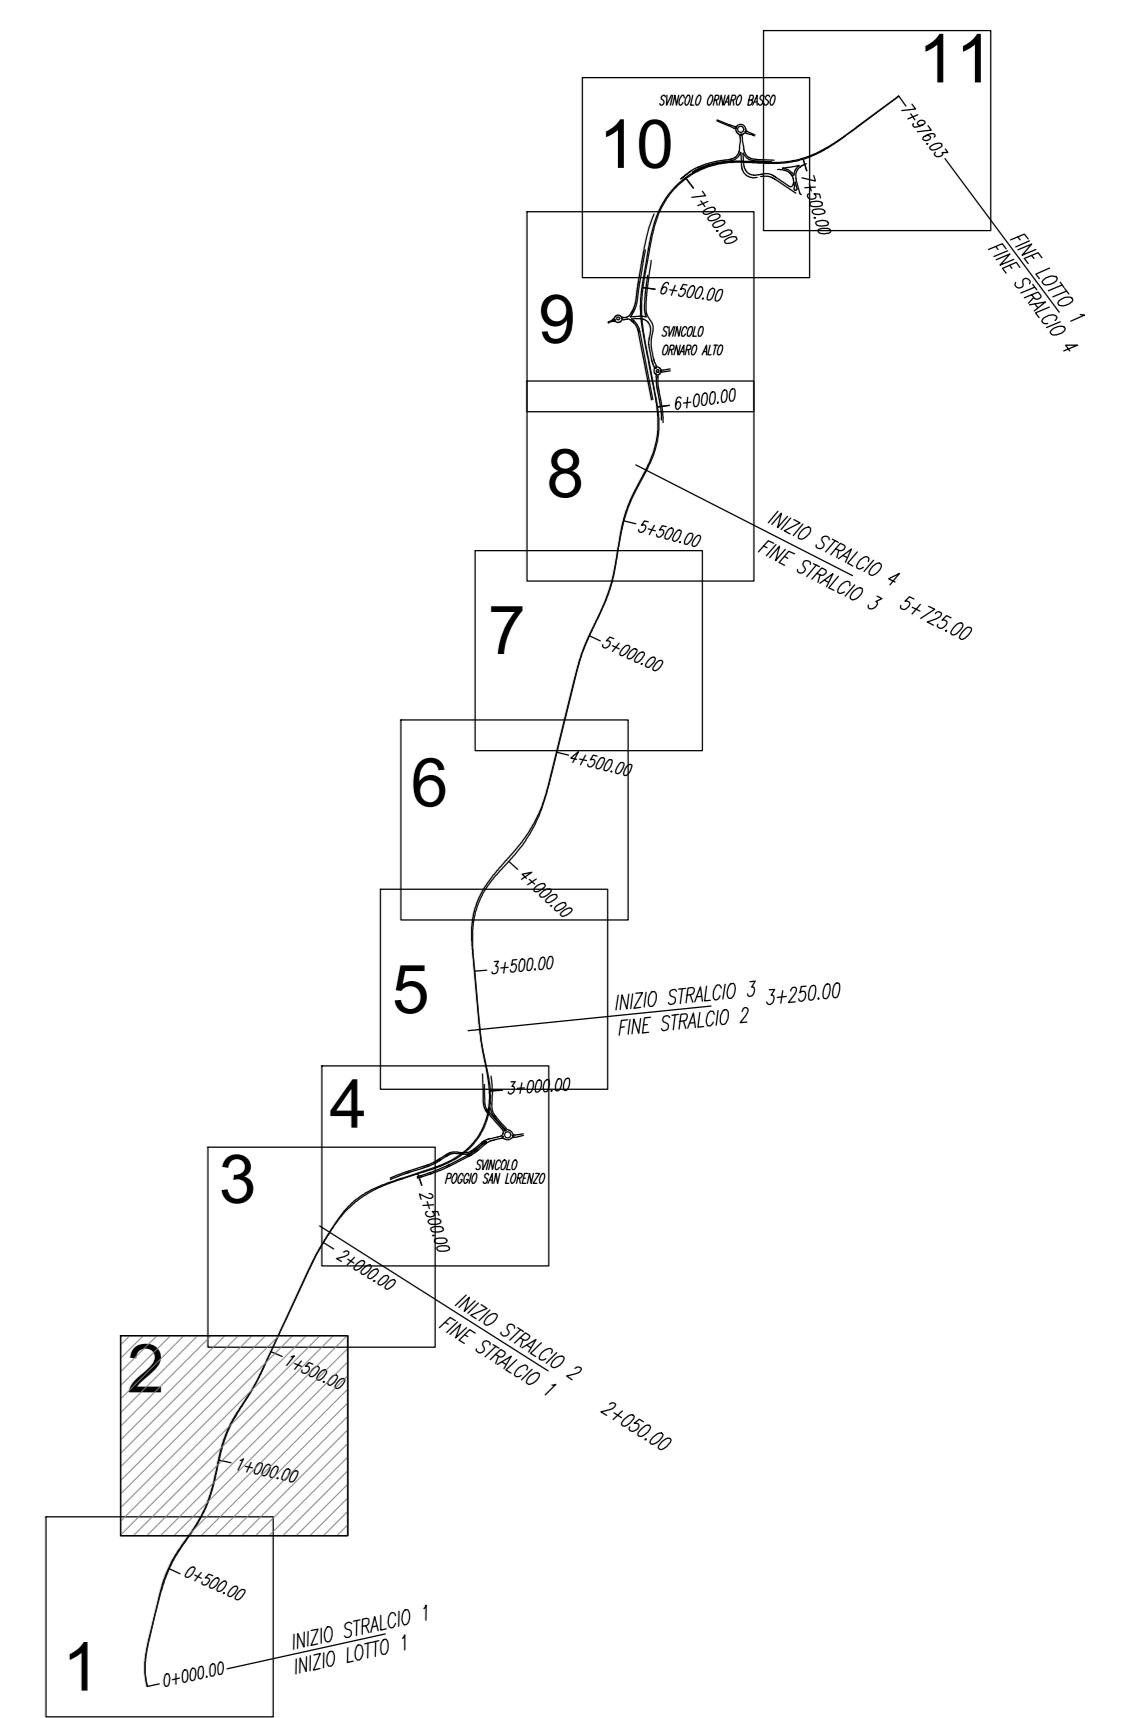 11
SVINCOLO ORNARO BASSO
10
7+976.03
7+500.00
7+000.00
FINE LOTTO 1
FINE STRALCIO 4
9
6+500.00
SVINCOLO
ORNARO ALTO
6+000.00
8
5+500.00
INIZIO STRALCIO 4
FINE STRALCIO 3
5+725.00
7
5+000.00
4+500.00
6
4+000.00
5
3+500.00
INIZIO STRALCIO 3
FINE STRALCIO 2
3+250.00
4
3+000.00
SVINCOLO
POGGIO SAN LORENZO
3
2+500.00
2+000.00
INIZIO STRALCIO 2
FINE STRALCIO 1
2+050.00
2
1+500.00
1+000.00
0+500.00
1
0+000.00
INIZIO STRALCIO 1
INIZIO LOTTO 1